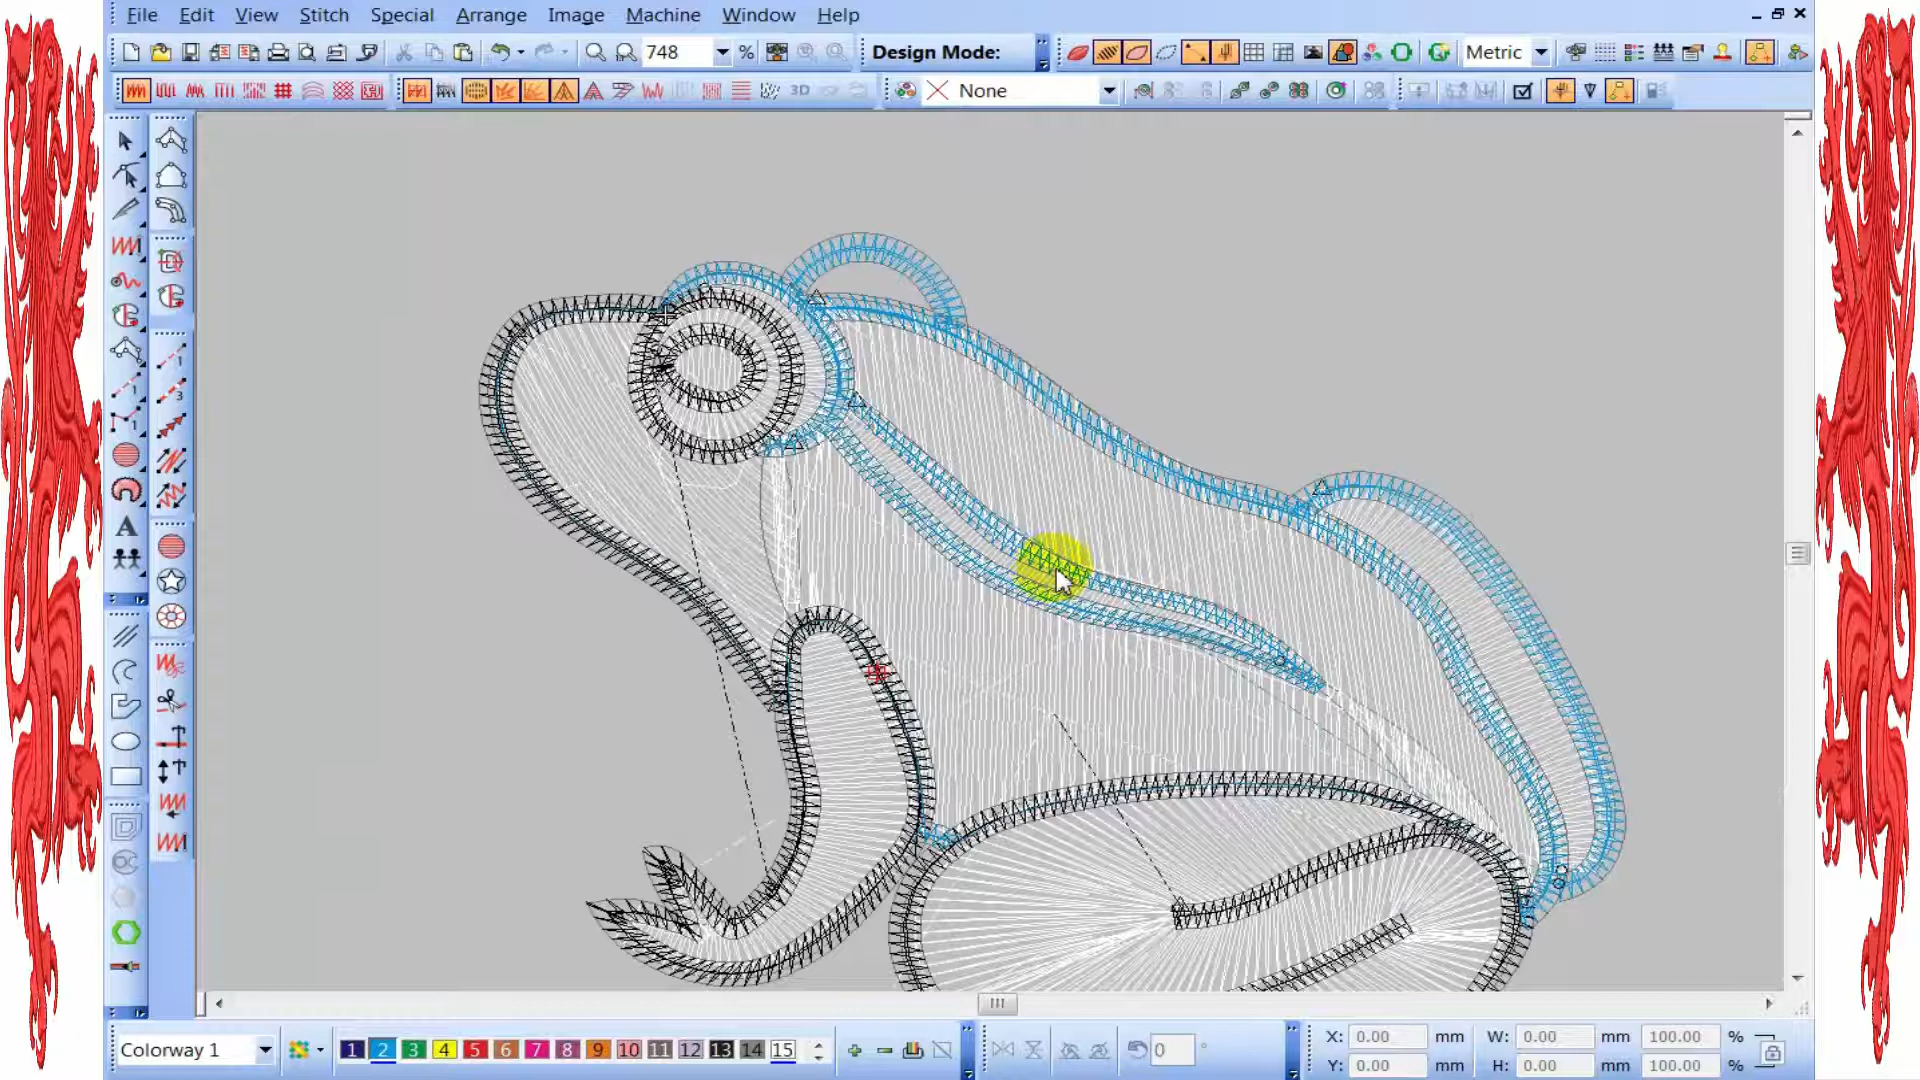 File Edit View Stitch Special Arrange Image Machine Window Help
748 % Design Mode: Metric
3D None
A
Colorway 1 1 2 3 4 5 6 7 8 9 10 11 12 13 14 15 0 ° X: 0.00 mm W: 0.00 mm 100.00 %
Y: 0.00 mm H: 0.00 mm 100.00 %